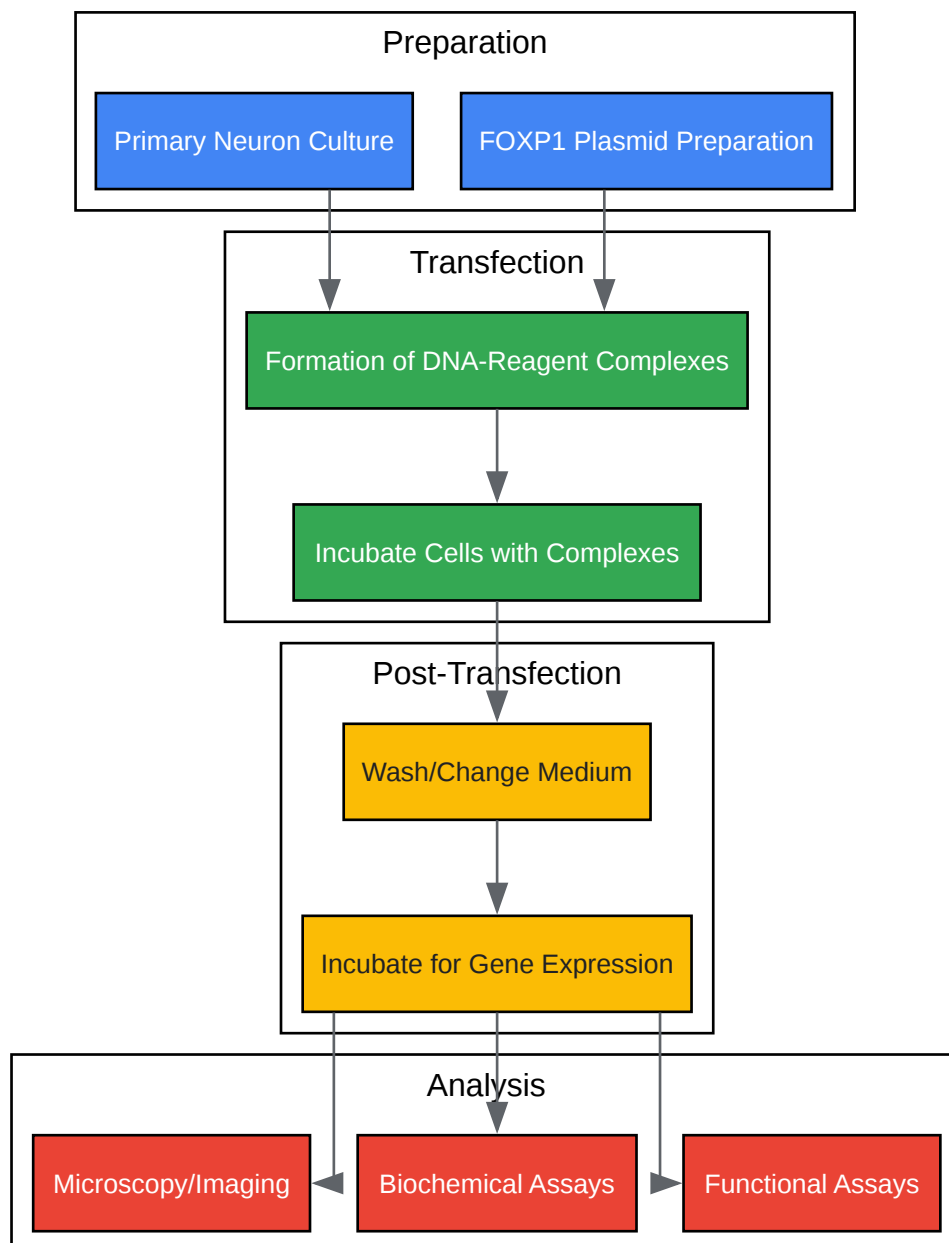 Preparation
Primary Neuron Culture
FOXP1 Plasmid Preparation
Transfection
Formation of DNA-Reagent Complexes
Incubate Cells with Complexes
Post-Transfection
Wash/Change Medium
Incubate for Gene Expression
Analysis
Microscopy/Imaging
Biochemical Assays
Functional Assays